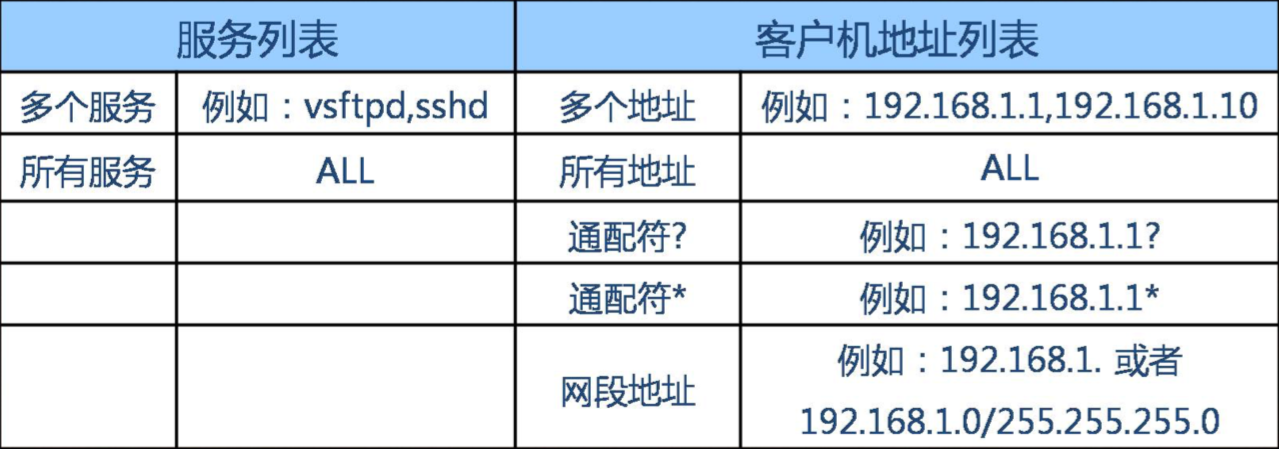 服务列表
客户机地址列表
多个服务
例如：vsftpd,sshd
多个地址
例如：192.168.1.1,192.168.1.10
所有服务
ALL
所有地址
ALL
通配符?
例如：192.168.1.1?
通配符*
例如：192.168.1.1*
网段地址
例如：192.168.1. 或者
192.168.1.0/255.255.255.0